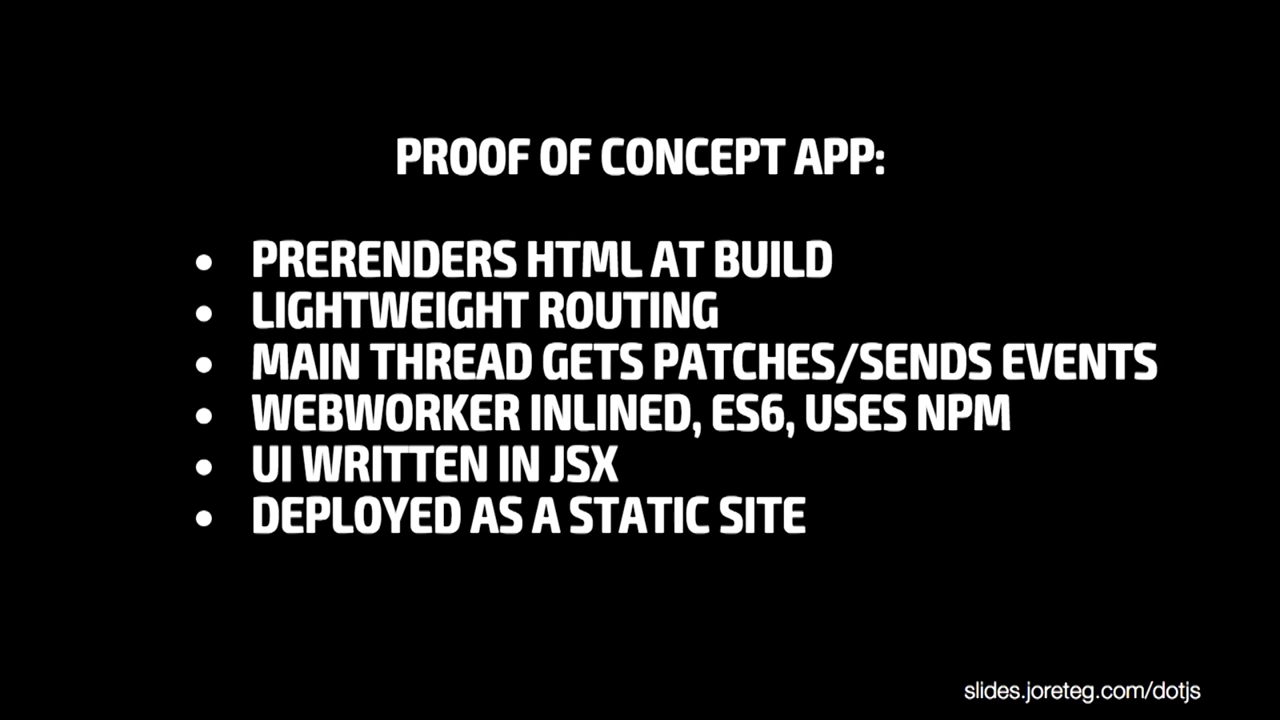 PROOF OF CONCEPT APP:
• PRERENDERS HTML AT BUILD
• LIGHTWEIGHT ROUTING
• MAIN THREAD GETS PATCHES/SENDS EVENTS
• WEBWORKER INLINED, ES6, USES NPM
• UI WRITTEN IN JSX
• DEPLOYED AS A STATIC SITE
slides.joreteg.com/dotjs